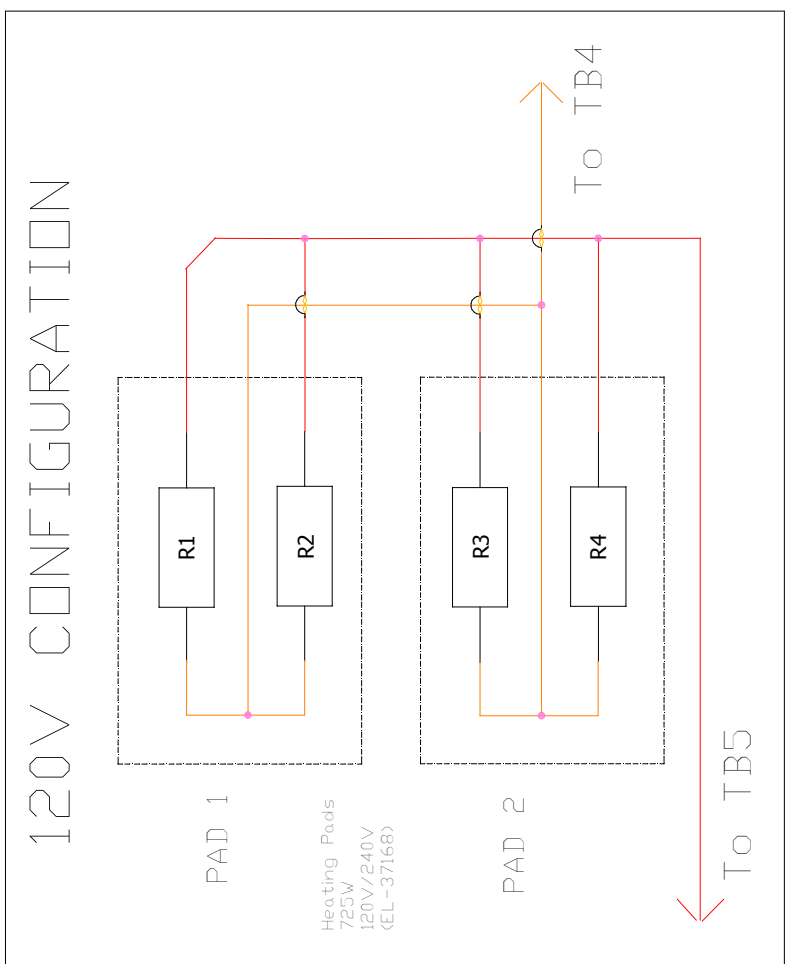 120V CONFIGURATION
To TB4
R1
R2
R3
R4
PAD 1
Heating Pads
725W
120V/240V
(EL-37168)
PAD 2
To TB5